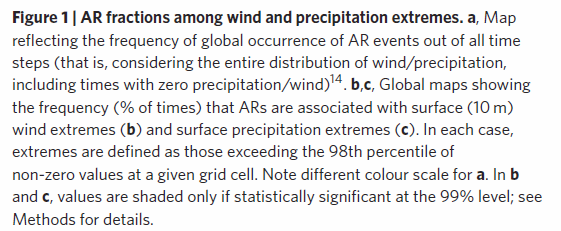 Figure 1 | AR fractions among wind and precipitation extremes. a, Map
reflecting the frequency of global occurrence of AR events out of all time
steps (that is, considering the entire distribution of wind/precipitation,
including times with zero precipitation/wind)14. b,c, Global maps showing
the frequency (% of times) that ARs are associated with surface (10 m)
wind extremes (b) and surface precipitation extremes (c). In each case,
extremes are defined as those exceeding the 98th percentile of
non-zero values at a given grid cell. Note different colour scale for a. In b
and c, values are shaded only if statistically significant at the 99% level; see
Methods for details.